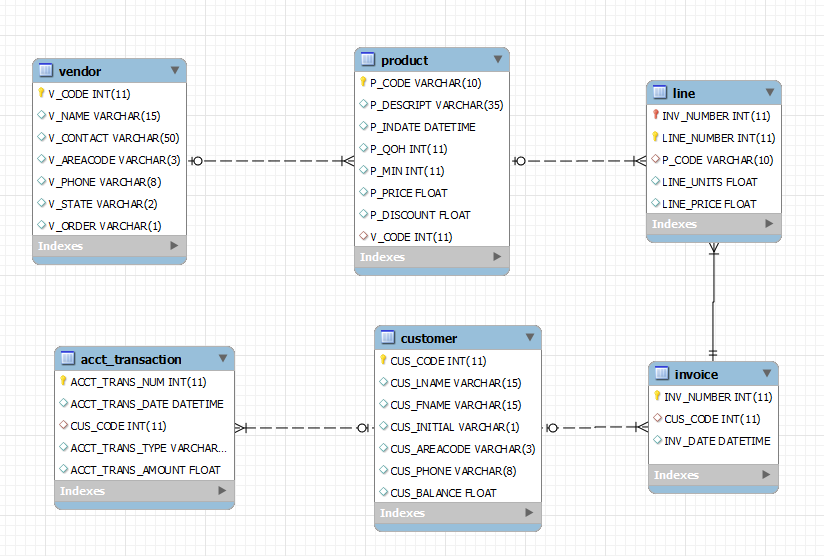 vendor
V_CODE INT(11)
V_NAME VARCHAR(15)
V_CONTACT VARCHAR(50)
V_AREACODE VARCHAR(3)
V_PHONE VARCHAR(8)
V_STATE VARCHAR(2)
V_ORDER VARCHAR(1)
Indexes
product
P_CODE VARCHAR(10)
P_DESCRIPT VARCHAR(35)
P_INDATE DATETIME
P_QOH INT(11)
P_MIN INT(11)
P_PRICE FLOAT
P_DISCOUNT FLOAT
V_CODE INT(11)
Indexes
line
INV_NUMBER INT(11)
LINE_NUMBER INT(11)
P_CODE VARCHAR(10)
LINE_UNITS FLOAT
LINE_PRICE FLOAT
Indexes
acct_transaction
ACCT_TRANS_NUM INT(11)
ACCT_TRANS_DATE DATETIME
CUS_CODE INT(11)
ACCT_TRANS_TYPE VARCHAR...
ACCT_TRANS_AMOUNT FLOAT
Indexes
customer
CUS_CODE INT(11)
CUS_LNAME VARCHAR(15)
CUS_FNAME VARCHAR(15)
CUS_INITIAL VARCHAR(1)
CUS_AREACODE VARCHAR(3)
CUS_PHONE VARCHAR(8)
CUS_BALANCE FLOAT
Indexes
invoice
INV_NUMBER INT(11)
CUS_CODE INT(11)
INV_DATE DATETIME
Indexes